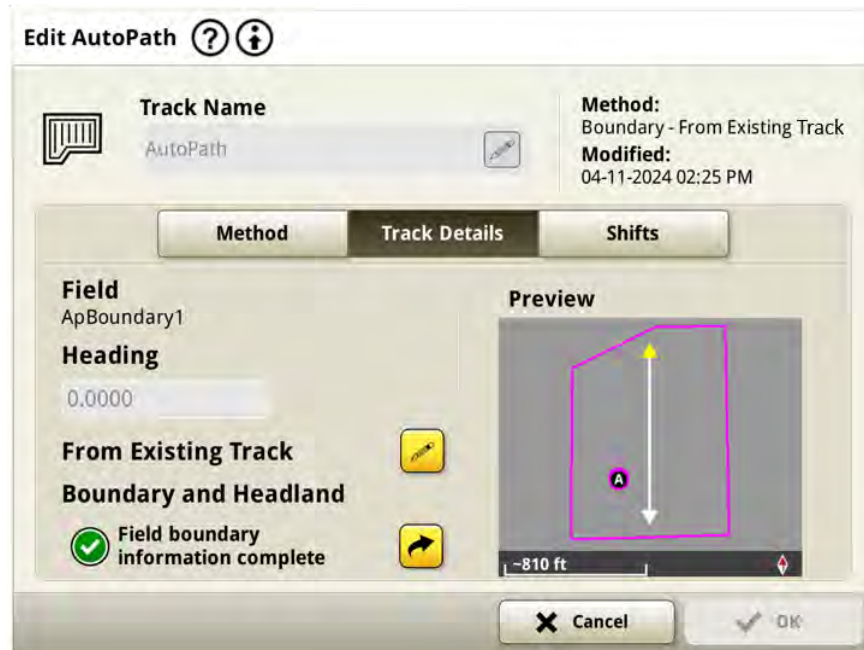 Edit AutoPath ?
Track Name
AutoPath
Method:
Boundary - From Existing Track
Modified:
04-11-2024 02:25 PM
Method
Track Details
Shifts
Field
ApBoundary1
Heading
0.0000
From Existing Track
Boundary and Headland
Field boundary
information complete
Preview
A
~810 ft
Cancel
OK